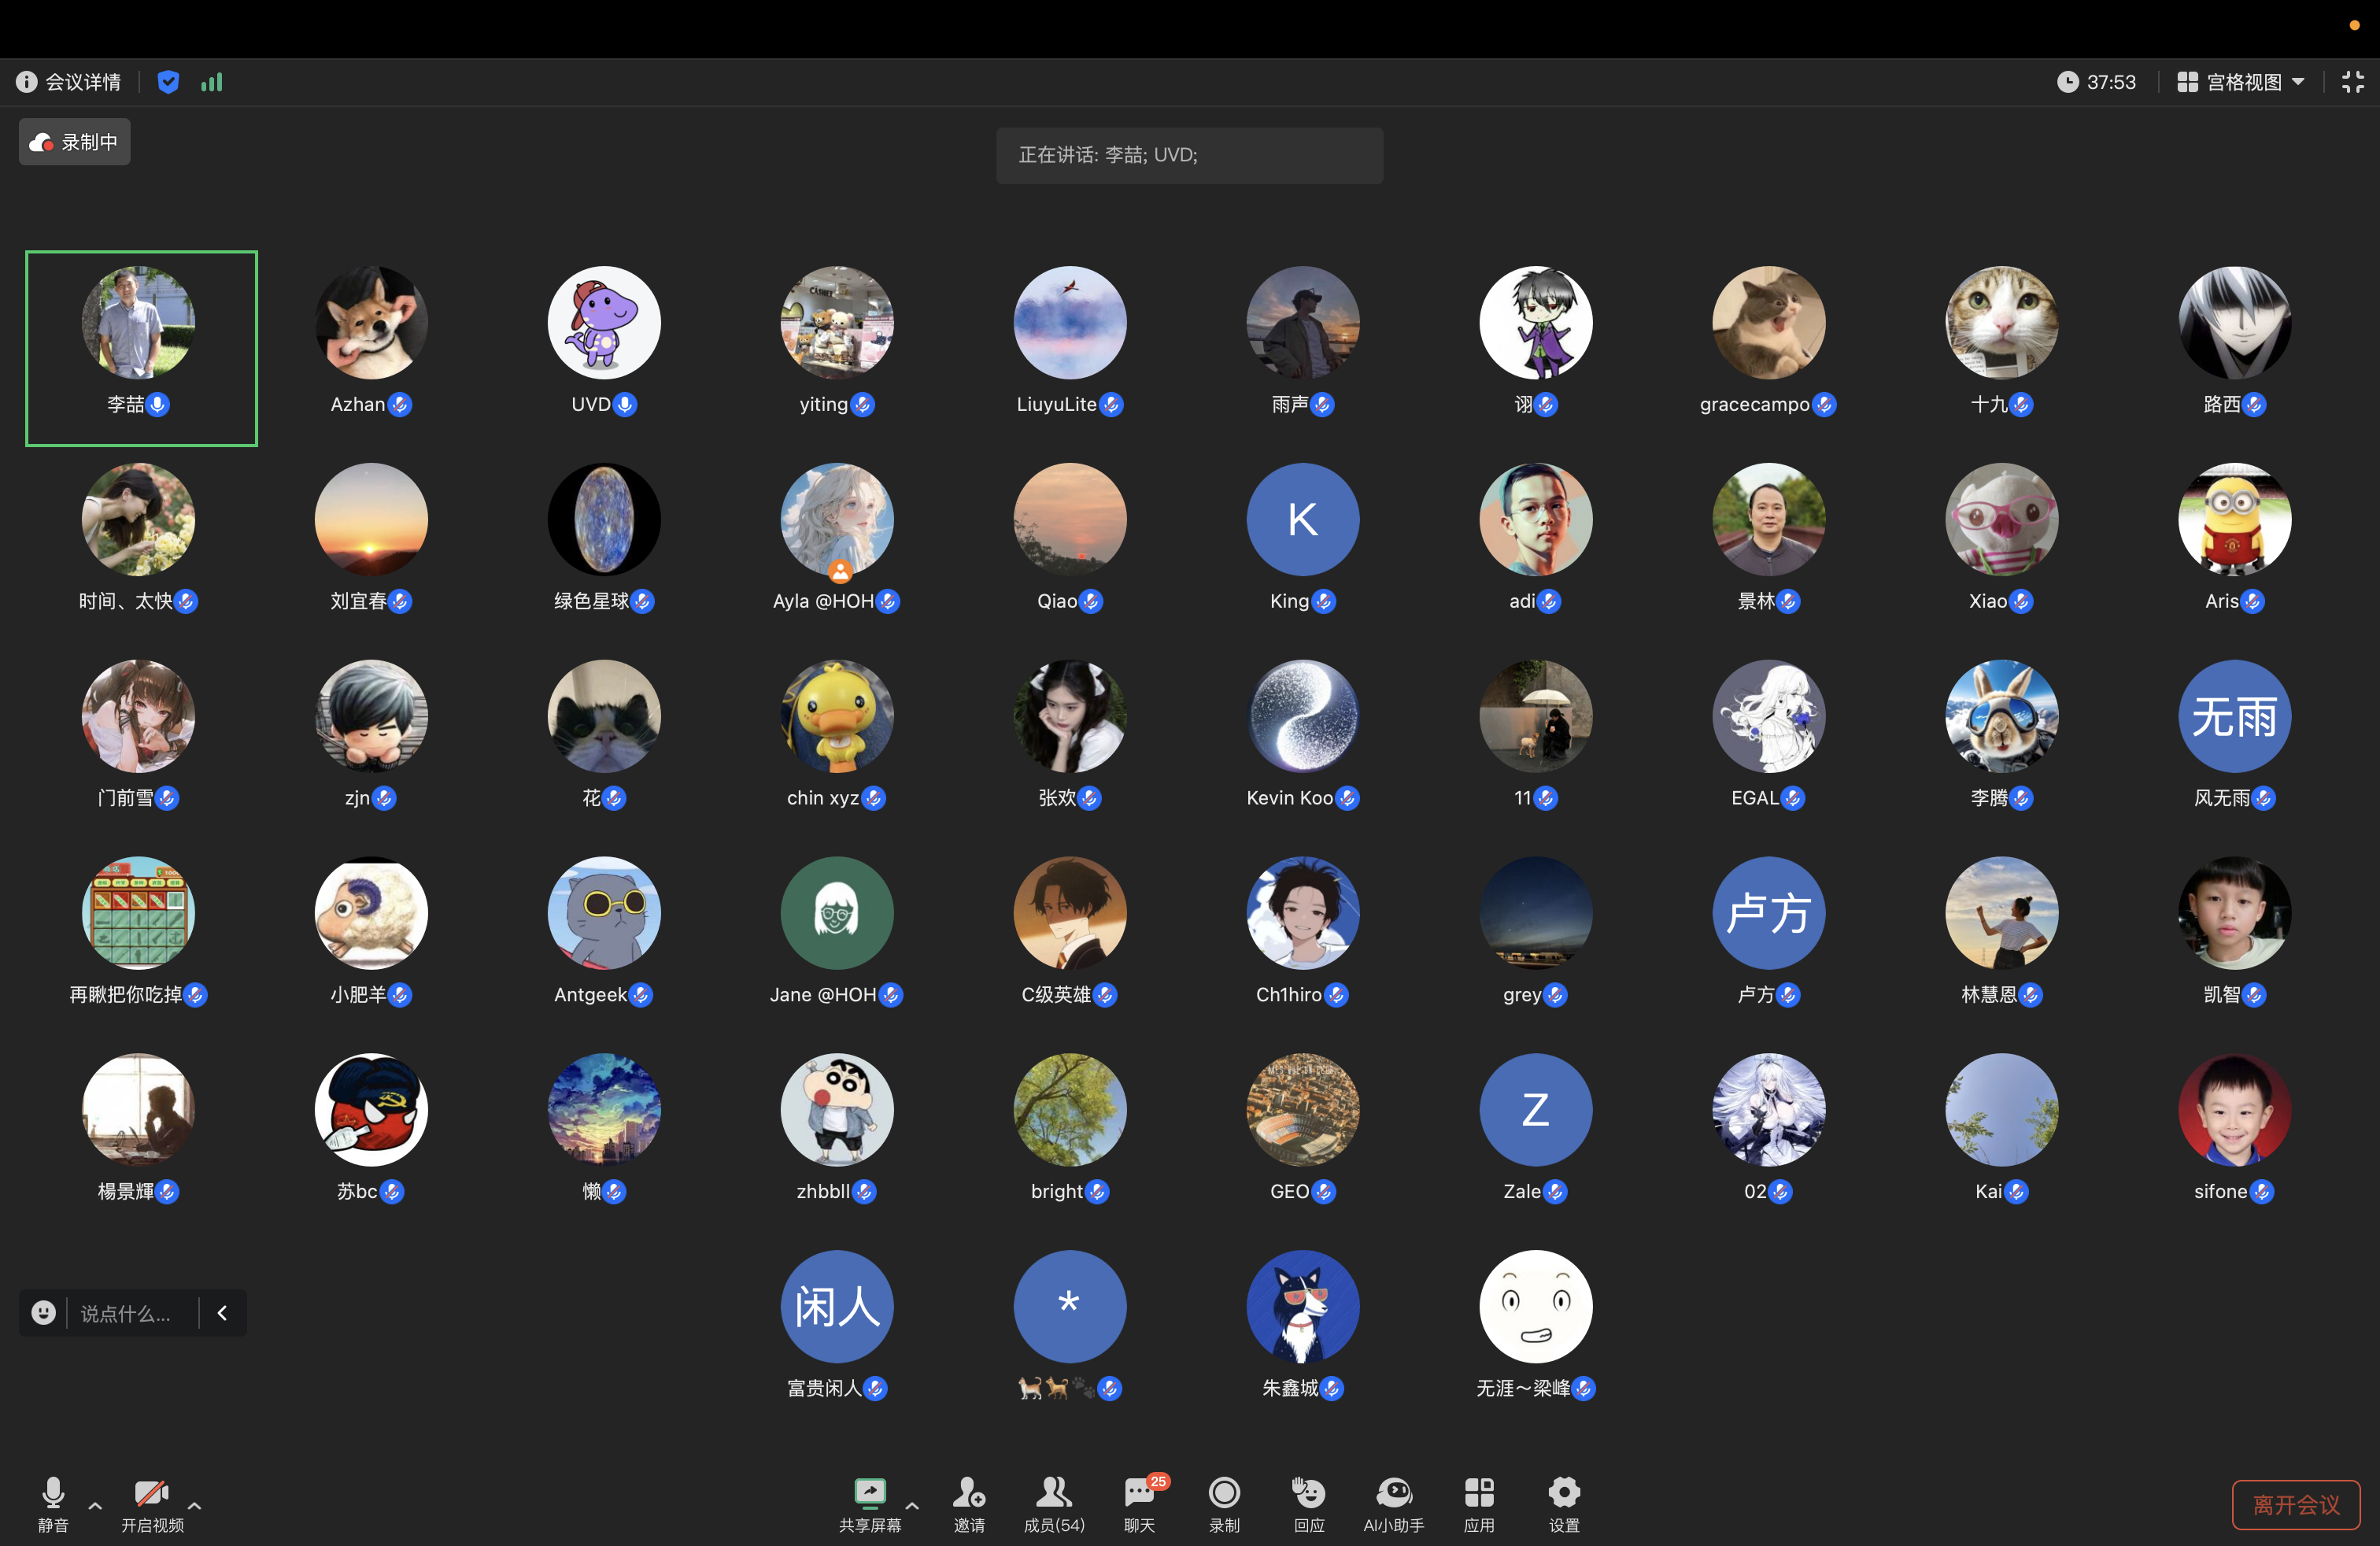 会议详情
37:53
宫格视图
录制中
正在讲话: 李喆; UVD;
李喆
Azhan
UVD
yiting
LiuyuLite
雨声
诩
gracecampo
十九
路西
时间、太快
刘宜春
绿色星球
Ayla @HOH
Qiao
K
King
adi
景林
Xiao
Aris
门前雪
zjn
花
chin xyz
张欢
Kevin Koo
11
EGAL
李腾
无雨
风无雨
再瞅把你吃掉
小肥羊
Antgeek
Jane @HOH
C级英雄
Ch1hiro
grey
卢方
卢方
林慧恩
凯智
楊景輝
苏bc
懒
zhbbll
bright
GEO
Z
Zale
02
Kai
sifone
闲人
富贵闲人
*
🐈🐕🐾
朱鑫城
无涯～梁峰
说点什么...
静音
开启视频
共享屏幕
邀请
成员(54)
25
聊天
录制
回应
AI小助手
应用
设置
离开会议